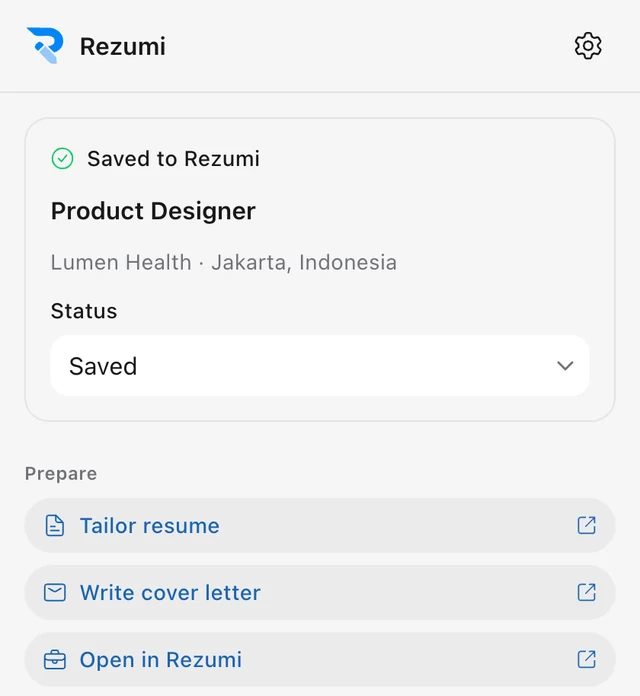 Rezumi
Saved to Rezumi
Product Designer
Lumen Health · Jakarta, Indonesia
Status
Saved
Prepare
Tailor resume
Write cover letter
Open in Rezumi